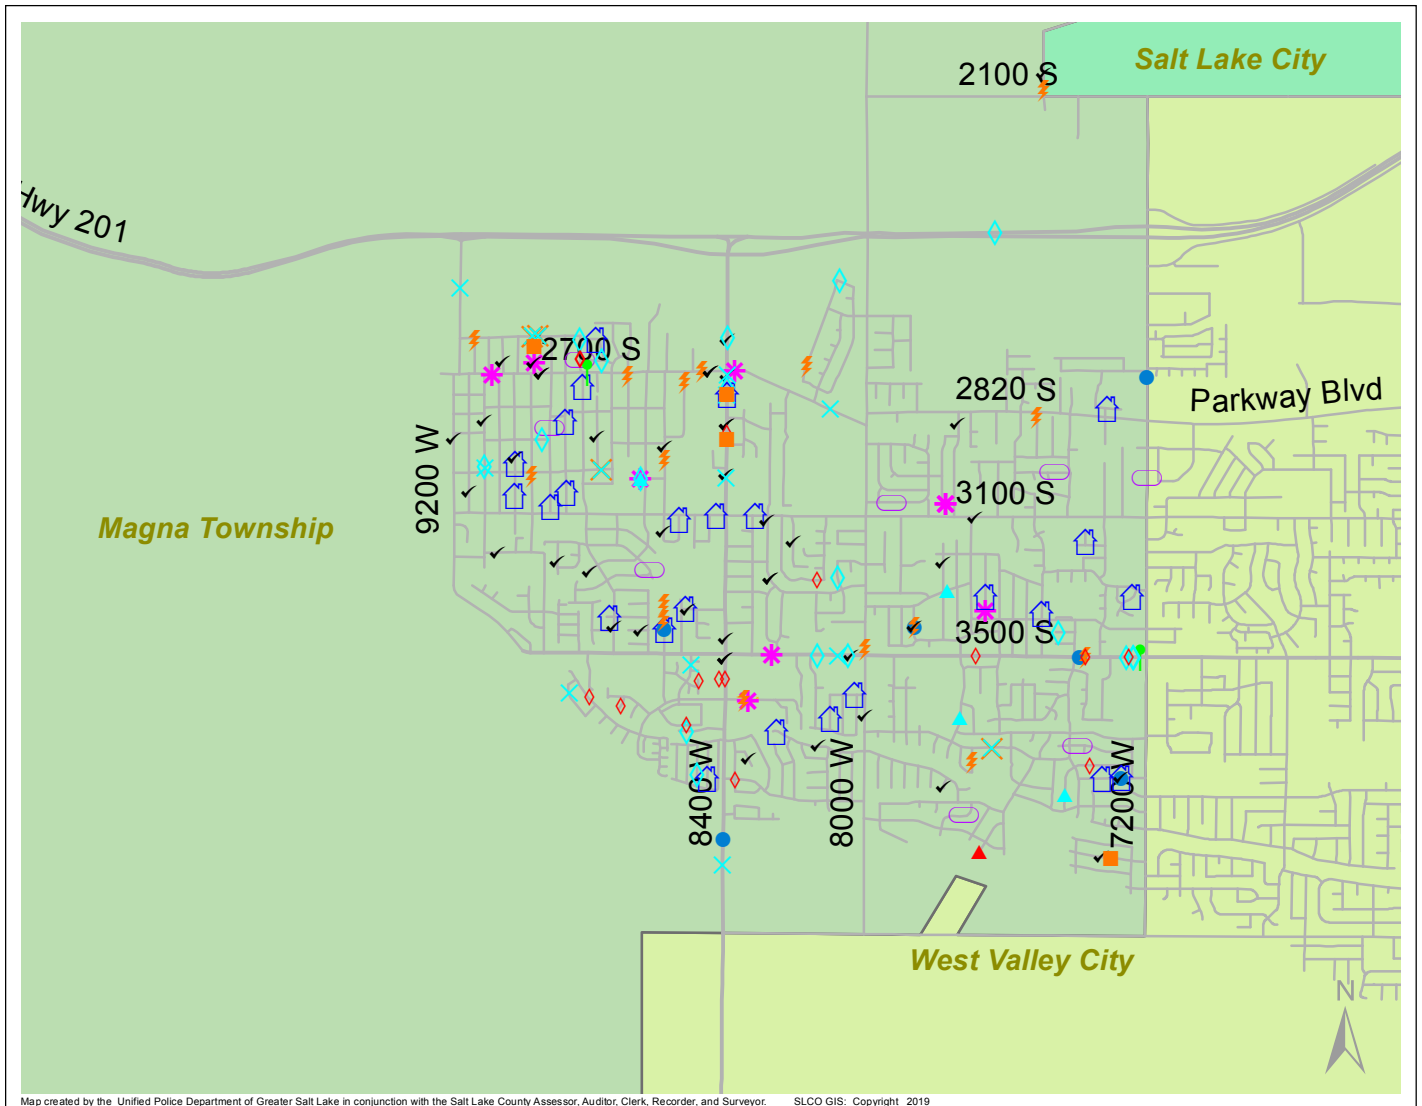 Salt Lake City
2100 S
Hwy 201
2700 S
2820 S
Parkway Blvd
9200 W
3100 S
Magna Township
3500 S
8400 W
8000 W
7200 W
West Valley City
N
Map created by the Unified Police Department of Greater Salt Lake in conjunction with the Salt Lake County Assessor, Auditor, Clerk, Recorder, and Surveyor. SLCO GIS: Copyright 2019